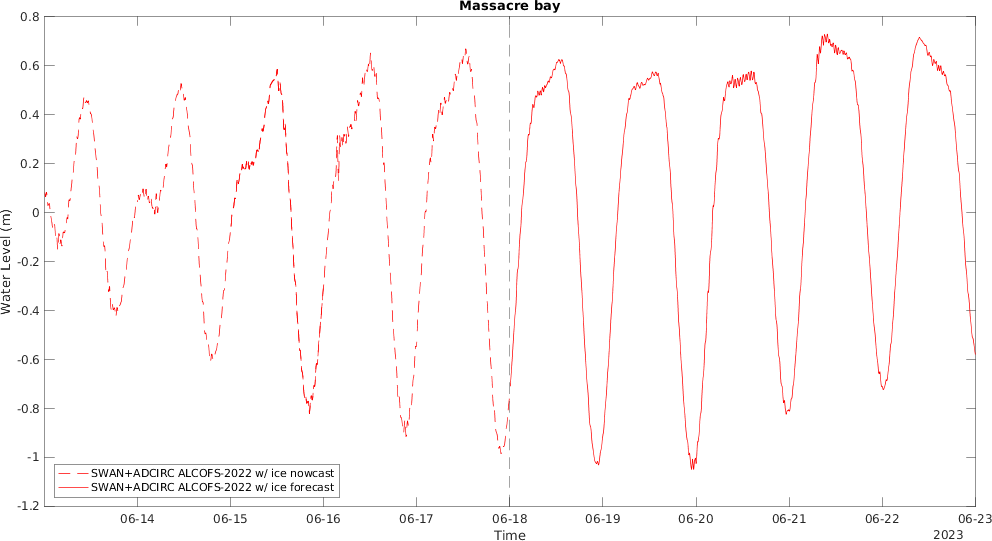 Massacre bay
0.8
0.6
0.4
0.2
0
-0.2
-0.4
-0.6
-0.8
-1
-1.2
Water Level (m)
SWAN+ADCIRC ALCOFS-2022 w/ ice nowcast
SWAN+ADCIRC ALCOFS-2022 w/ ice forecast
06-14 06-15 06-16 06-17 06-18 06-19 06-20 06-21 06-22 06-23
Time
2023